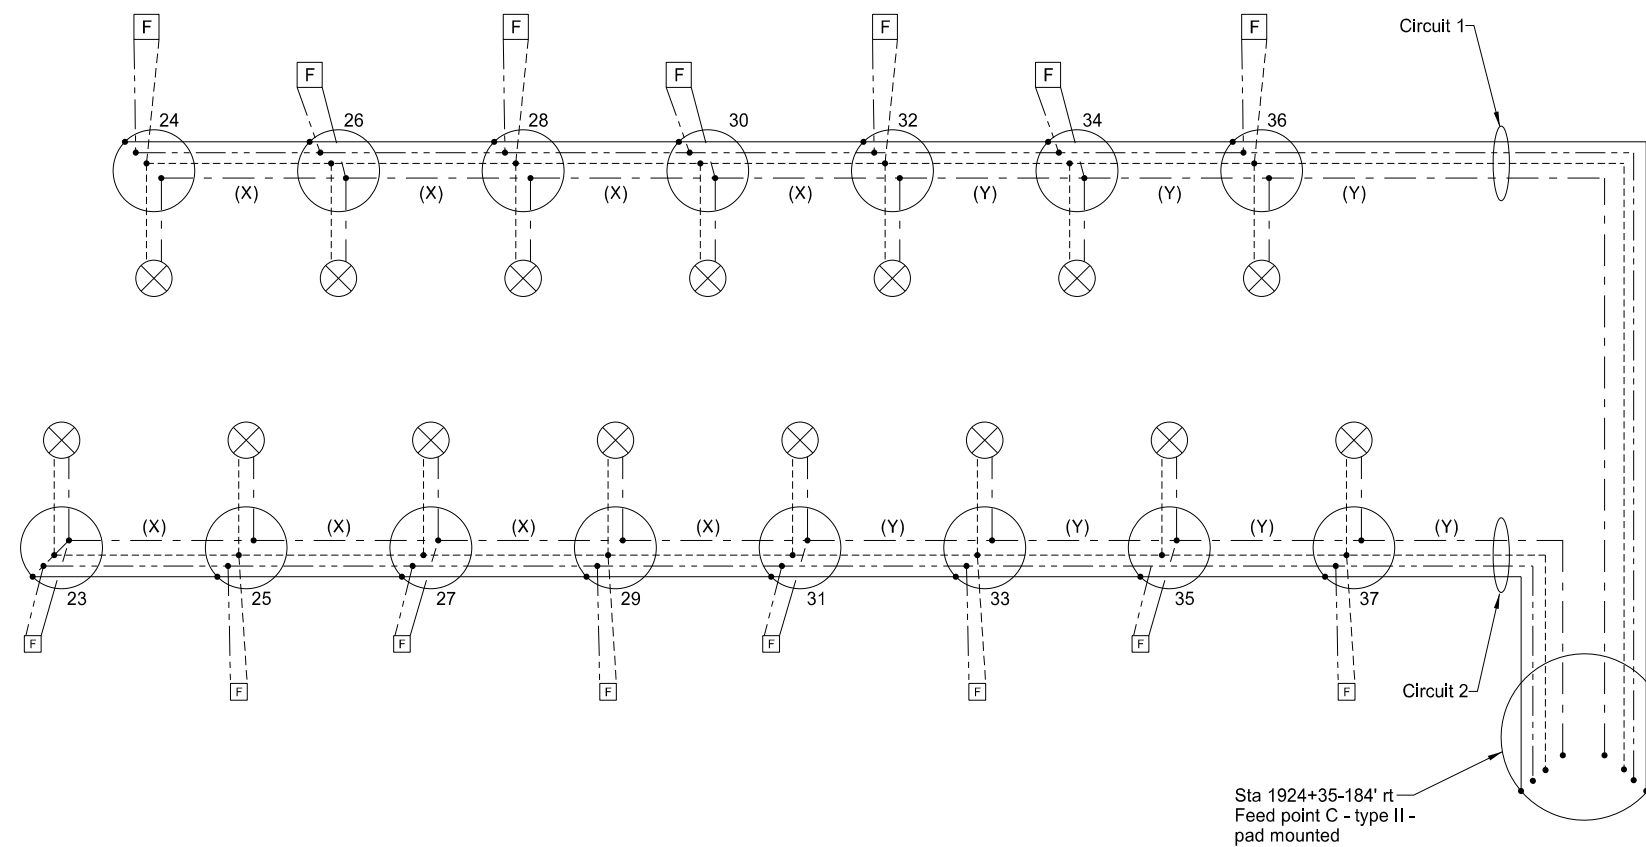 F F F F Circuit 1
F F F
24 26 28 30 32 34 36
(X) (X) (X) (X) (Y) (Y) (Y)
(X) (X) (X) (X) (Y) (Y) (Y) (Y)
23 25 27 29 31 33 35 37
F F F F
F F F F Circuit 2
Sta 1924+35-184' rt
Feed point C - type II -
pad mounted